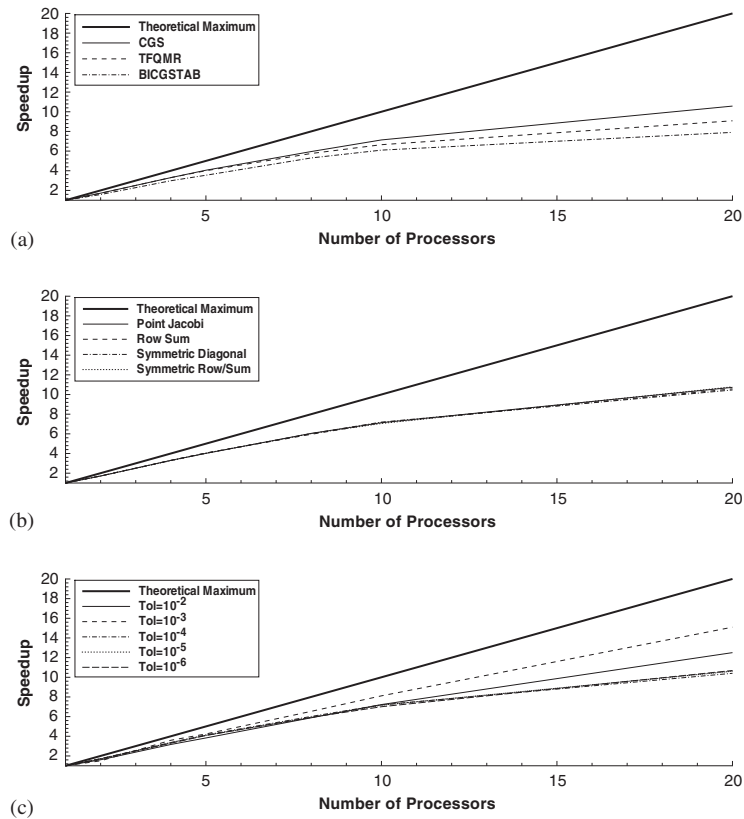 20
18
16
14
12
10
8
6
4
2
Speedup
Theoretical Maximum
CGS
TFQMR
BICGSTAB
5 10 15 20
Number of Processors
(a)
20
18
16
14
12
10
8
6
4
2
Speedup
Theoretical Maximum
Point Jacobi
Row Sum
Symmetric Diagonal
Symmetric Row/Sum
5 10 15 20
Number of Processors
(b)
20
18
16
14
12
10
8
6
4
2
Speedup
Theoretical Maximum
Tol=10⁻²
Tol=10⁻³
Tol=10⁻⁴
Tol=10⁻⁵
Tol=10⁻⁶
5 10 15 20
Number of Processors
(c)